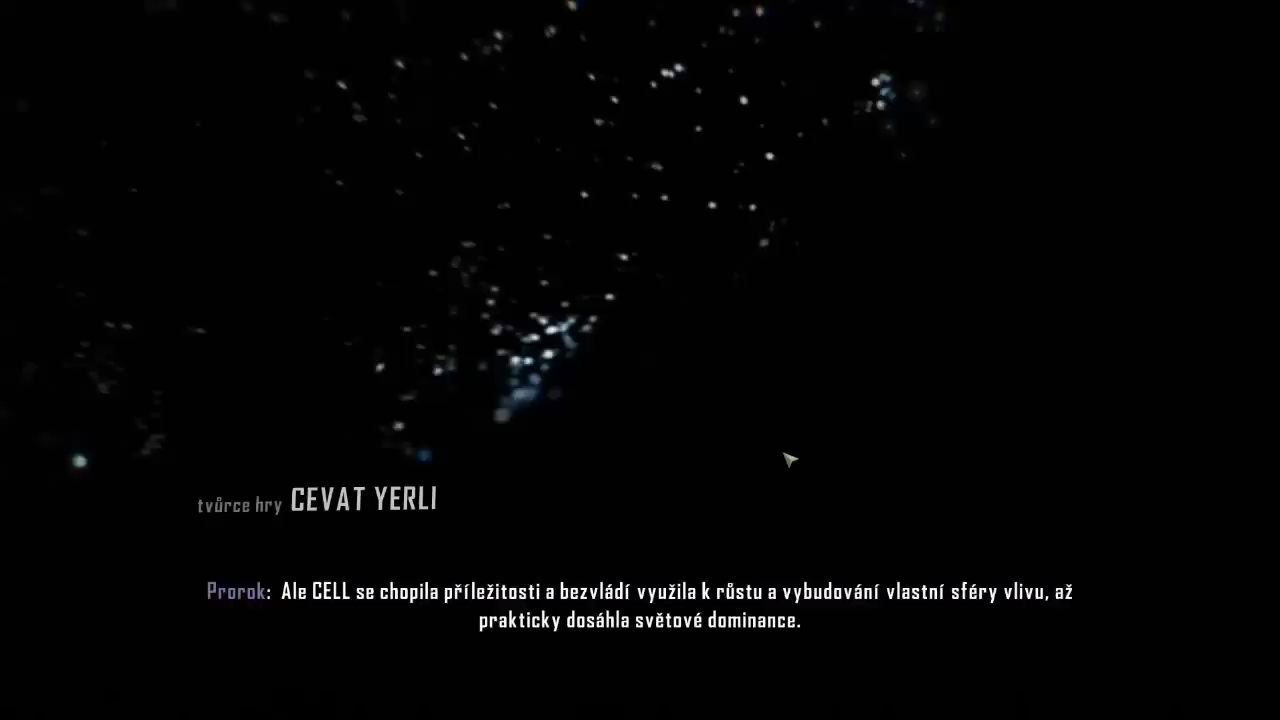 tvůrce hry CEVAT YERLI
Prorok: Ale CELL se chopila příležitosti a bezvládí využila k růstu a vybudování vlastní sféry vlivu, až
prakticky dosáhla světové dominance.